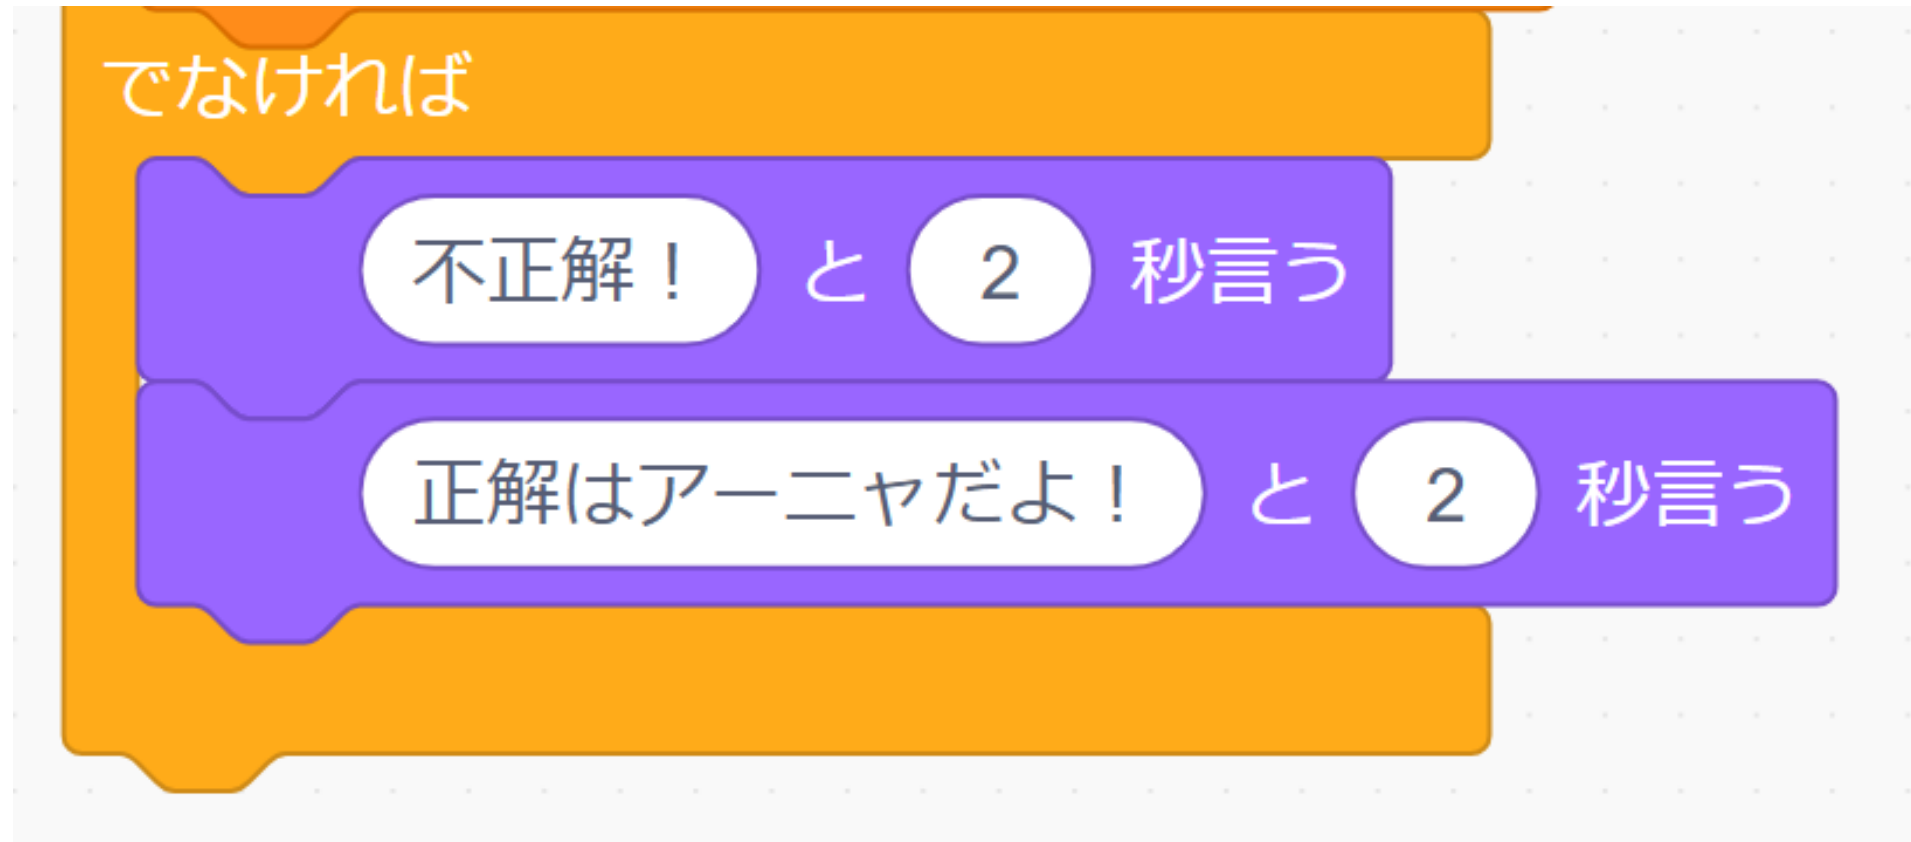 でなければ
不正解！ と 2 秒言う
正解はアーニャだよ！ と 2 秒言う